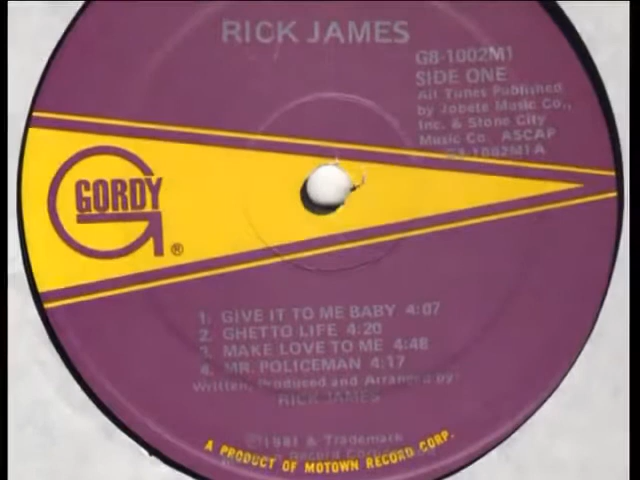 RICK JAMES
G8-1002M1
SIDE ONE
All Tunes Published
by Jobete Music Co.,
Inc. & Stone City
Music Co. ASCAP
G8-1002M1A
GORDY
®
1. GIVE IT TO ME BABY 4:07
2. GHETTO LIFE 4:20
3. MAKE LOVE TO ME 4:48
4. MR. POLICEMAN 4:17
Written, Produced and Arranged by:
RICK JAMES
©1981 & Trademark
Record
A PRODUCT OF MOTOWN RECORD CORP.